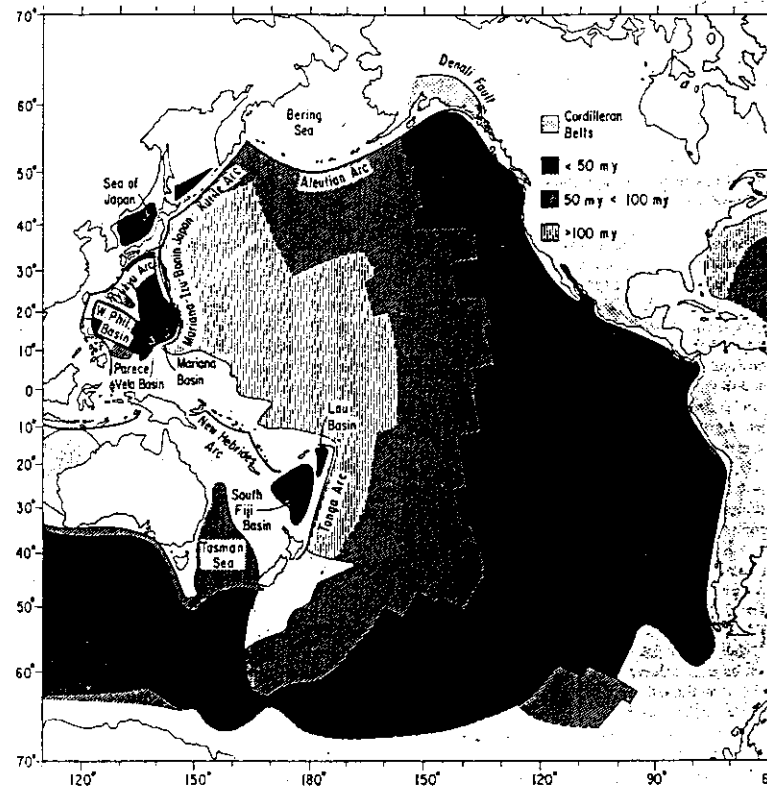 Denali Fault
60°
Bering
Sea
Cordilleran
Belts
< 50 my
50 my < 100 my
>100 my
50°
Sea of
Japan
Kurile Arc
Aleutian Arc
40°
30°
Mariana Izu Bonin Japan
Ryukyu Arc
20°
W. Phil
Basin
10°
Parece
Vela Basin
Mariana
Basin
0
10°
Lau
Basin
New Hebrides
Arc
20°
South
Fiji
Basin
Tonga Arc
30°
40°
Tasman
Sea
50°
60°
70°
120°
150°
180°
150°
120°
90°